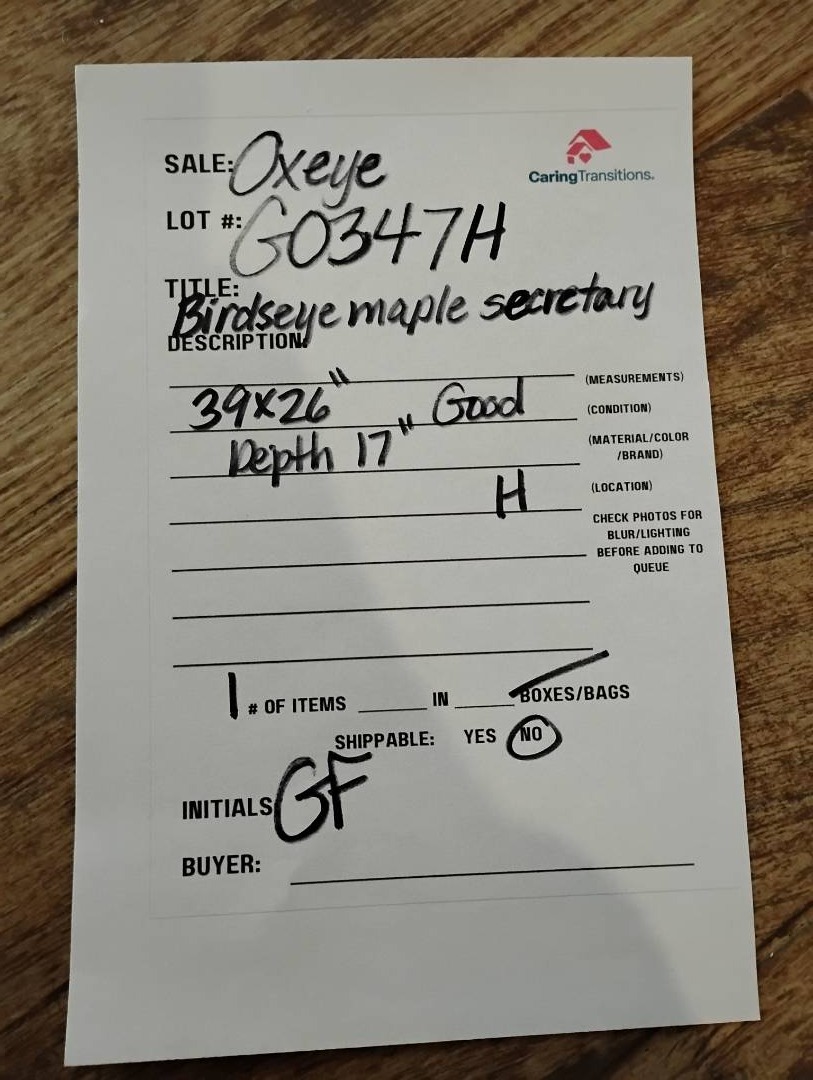 SALE: Oxeye
CaringTransitions.
LOT #: G0347H
TITLE:
Birdseye maple secretary
DESCRIPTION:
(MEASUREMENTS)
39x26" Good (CONDITION)
Depth 17" (MATERIAL/COLOR
/BRAND)
H (LOCATION)
CHECK PHOTOS FOR
BLUR/LIGHTING
BEFORE ADDING TO
QUEUE
1 # OF ITEMS ______ IN ______ BOXES/BAGS
SHIPPABLE: YES NO
INITIALS GF
BUYER: